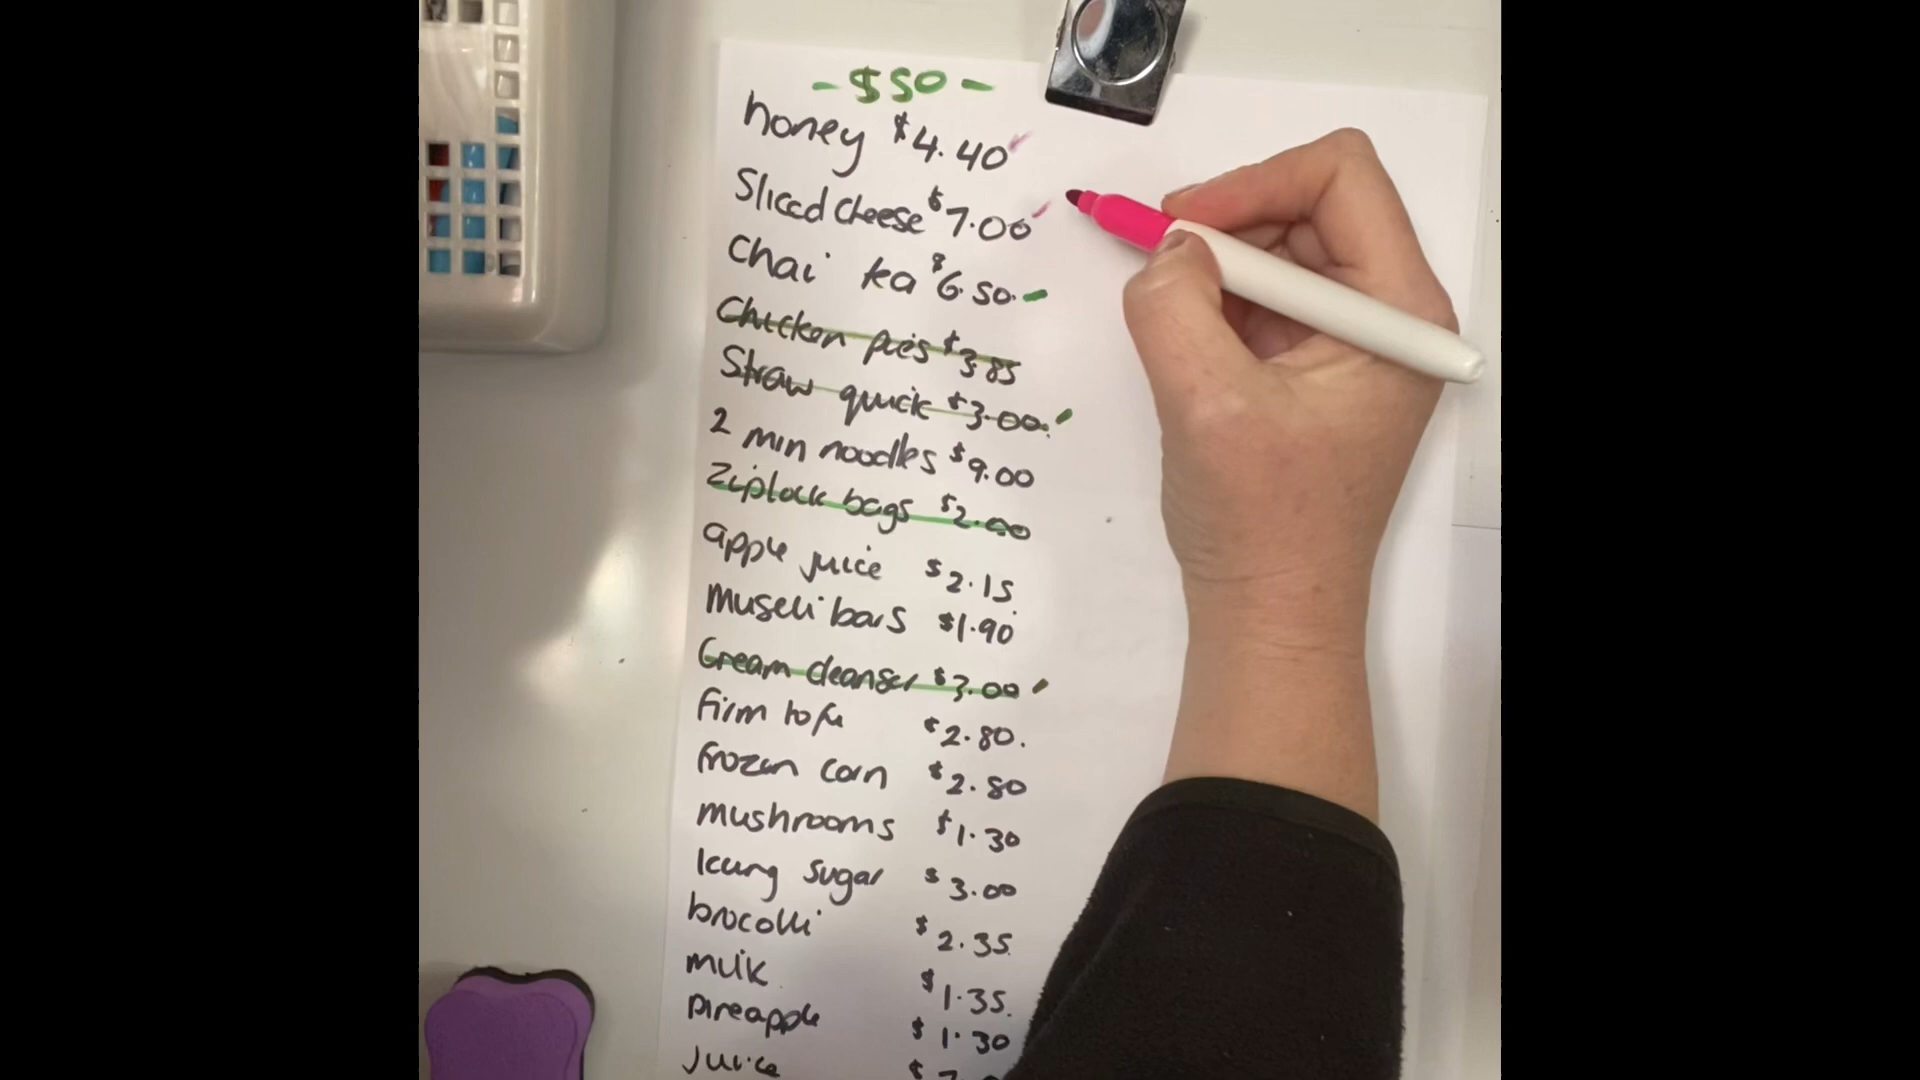 - $50 -
honey $4.40
Sliced cheese $7.00
Chai tea $6.50
Chicken pies $3.85
Straw quick $3.00
2 min noodles $9.00
Ziplock bags $2.00
apple juice $2.15
museli bars $1.90
Cream cleanser $3.00
firm tofu $2.80
frozen corn $2.80
mushrooms $1.30
Icing sugar $3.00
brocolli $2.35
milk $1.35
pineapple $1.30
juice